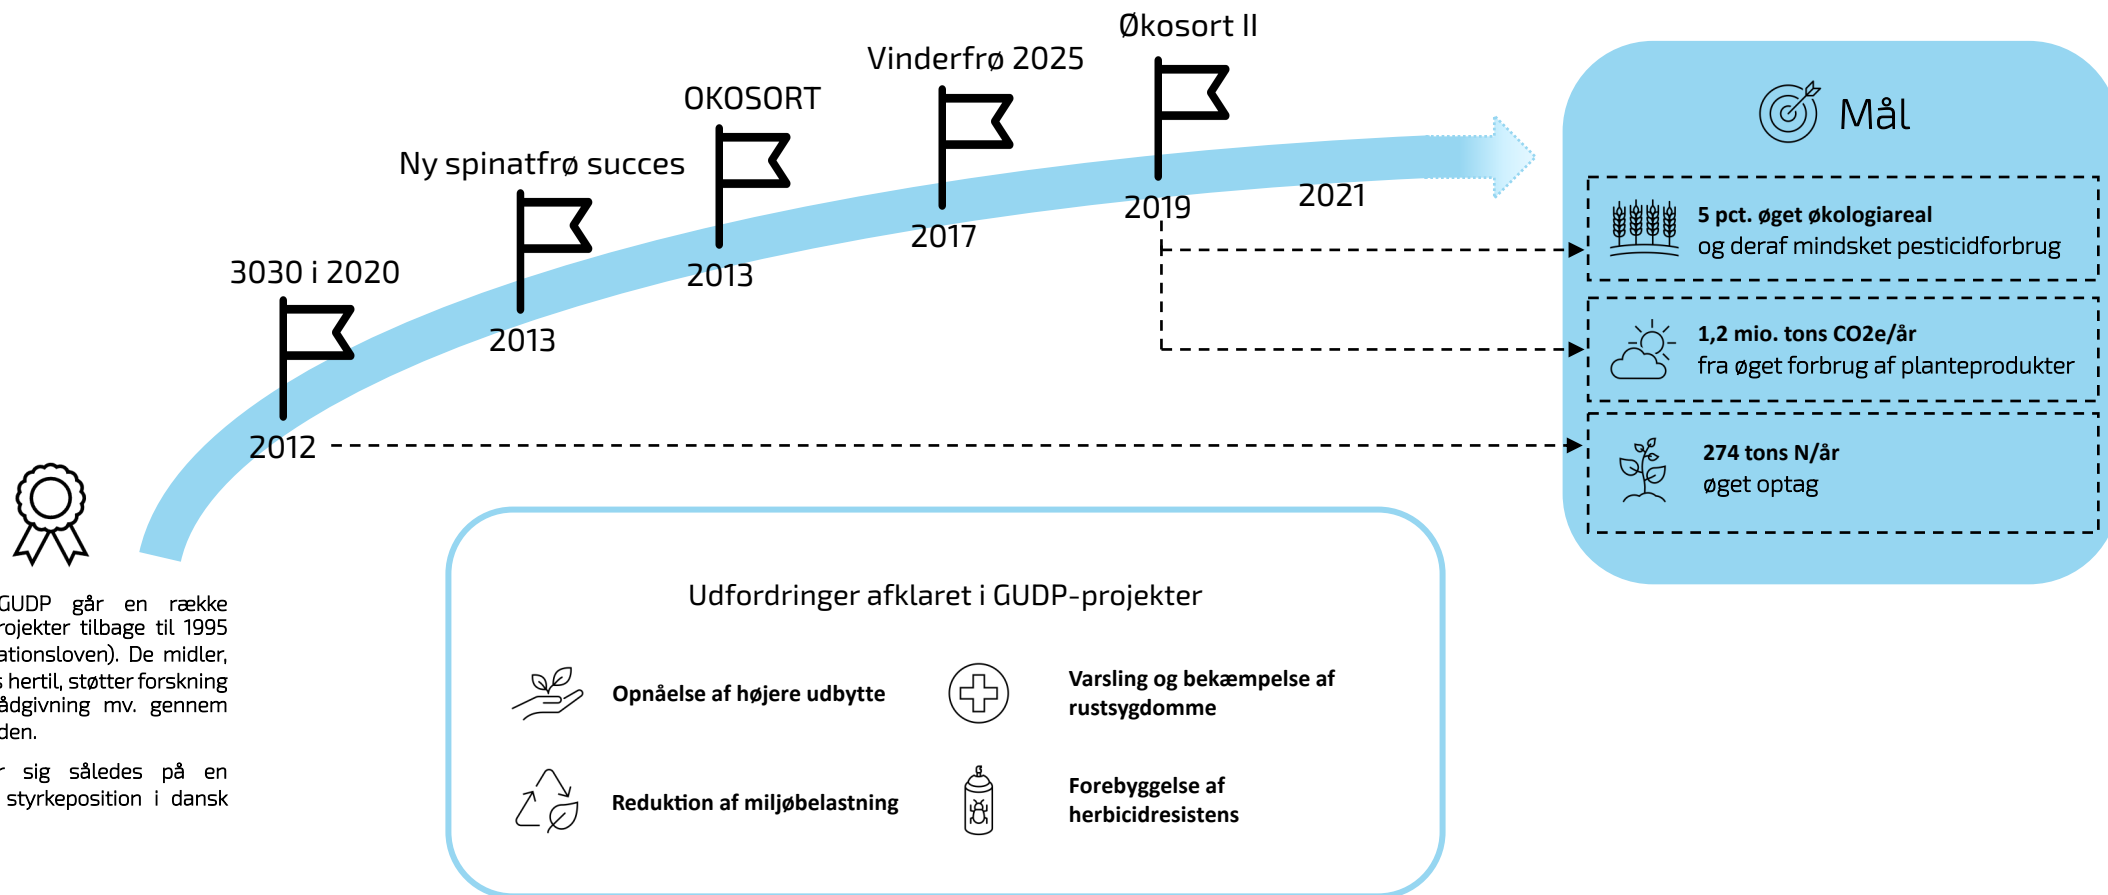 Økosort II
Vinderfrø 2025
OKOSORT
Ny spinatfrø succes
3030 i 2020
2012
2013
2013
2017
2019
2021
Mål
5 pct. øget økologiareal
og deraf mindsket pesticidforbrug
1,2 mio. tons CO2e/år
fra øget forbrug af planteprodukter
274 tons N/år
øget optag
GUDP går en række
rojekter tilbage til 1995
ationsloven). De midler,
s hertil, støtter forskning
ådgivning mv. gennem
den.
r sig således på en
styrkeposition i dansk
Udfordringer afklaret i GUDP-projekter
Opnåelse af højere udbytte
Varsling og bekæmpelse af
rustsygdomme
Reduktion af miljøbelastning
Forebyggelse af
herbicidresistens